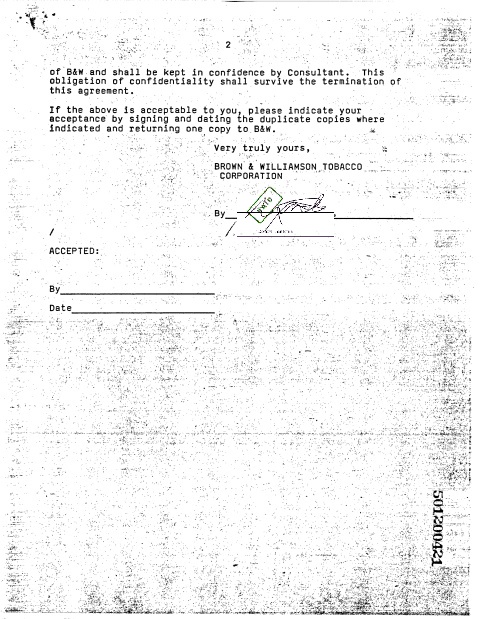 2
of B&W and shall be kept in confidence by Consultant. This
obligation of confidentiality shall survive the termination of
this agreement.
If the above is acceptable to you, please indicate your
acceptance by signing and dating the duplicate copies where
indicated and returning one copy to B&W.
Very truly yours,
BROWN & WILLIAMSON TOBACCO
CORPORATION
By
ACCEPTED:
By
Date
501200421